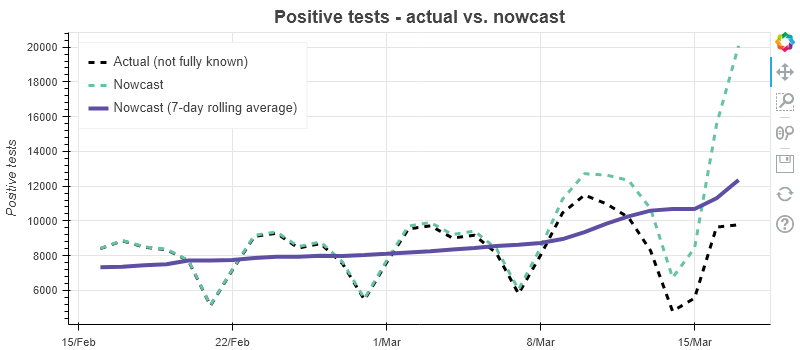 Positive tests - actual vs. nowcast
Actual (not fully known)
Nowcast
Nowcast (7-day rolling average)
Positive tests
20000
18000
16000
14000
12000
10000
8000
6000
15/Feb
22/Feb
1/Mar
8/Mar
15/Mar